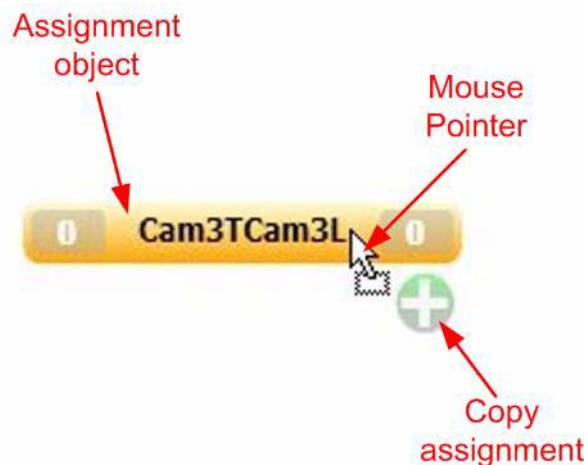 Assignment
object
Mouse
Pointer
0 Cam3TCam3L 0
Copy
assignment